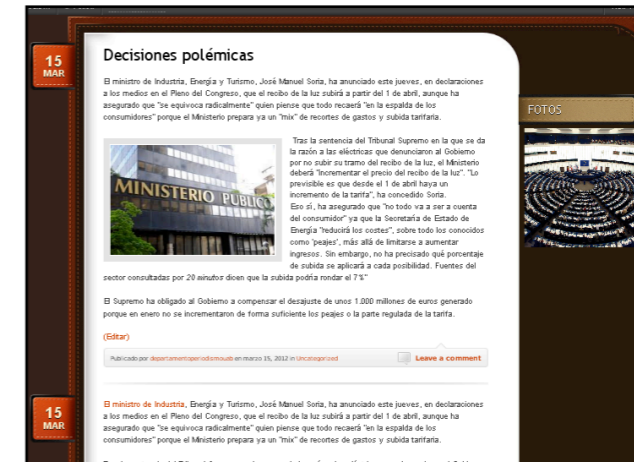 15
MAR
Decisiones polémicas
El ministro de Industria, Energía y Turismo, José Manuel Soria, ha anunciado este jueves, en declaraciones
a los medios en el Pleno del Congreso, que el recibo de la luz subirá a partir del 1 de abril, aunque ha
asegurado que "se equivoca radicalmente" quien piense que todo recaerá "en la espalda de los
consumidores" porque el Ministerio prepara ya un "mix" de recortes de gastos y subida tarifaria.
MINISTERIO PUBLICO
Tras la sentencia del Tribunal Supremo en la que se da
la razón a las eléctricas que denunciaron al Gobierno
por no subir su tramo del recibo de la luz, el Ministerio
deberá "incrementar el precio del recibo de la luz". "Lo
previsible es que desde el 1 de abril haya un
incremento de la tarifa", ha concedido Soria.
Eso sí, ha asegurado que "no todo va a ser a cuenta
del consumidor" ya que la Secretaría de Estado de
Energía "reducirá los costes", sobre todo los conocidos
como 'peajes', más allá de limitarse a aumentar
ingresos. Sin embargo, no ha precisado qué porcentaje
de subida se aplicará a cada posibilidad. Fuentes del
sector consultadas por 20 minutos dicen que la subida podría rondar el 7%"
El Supremo ha obligado al Gobierno a compensar el desajuste de unos 1.000 millones de euros generado
porque en enero no se incrementaron de forma suficiente los peajes o la parte regulada de la tarifa.
(Editar)
Publicado por departamentoperiodismouab en marzo 15, 2012 in Uncategorized
Leave a comment
FOTOS
15
MAR
El ministro de Industria, Energía y Turismo, José Manuel Soria, ha anunciado este jueves, en declaraciones
a los medios en el Pleno del Congreso, que el recibo de la luz subirá a partir del 1 de abril, aunque ha
asegurado que "se equivoca radicalmente" quien piense que todo recaerá "en la espalda de los
consumidores" porque el Ministerio prepara ya un "mix" de recortes de gastos y subida tarifaria.